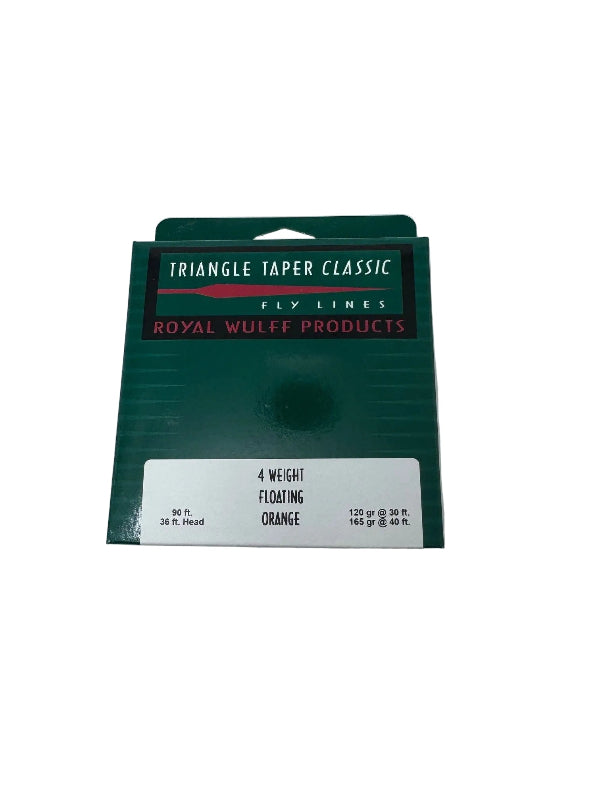 TRIANGLE TAPER CLASSIC
FLY LINES
ROYAL WULFF PRODUCTS
4 WEIGHT
FLOATING
ORANGE
90 ft.
36 ft. Head
120 gr @ 30 ft.
165 gr @ 40 ft.